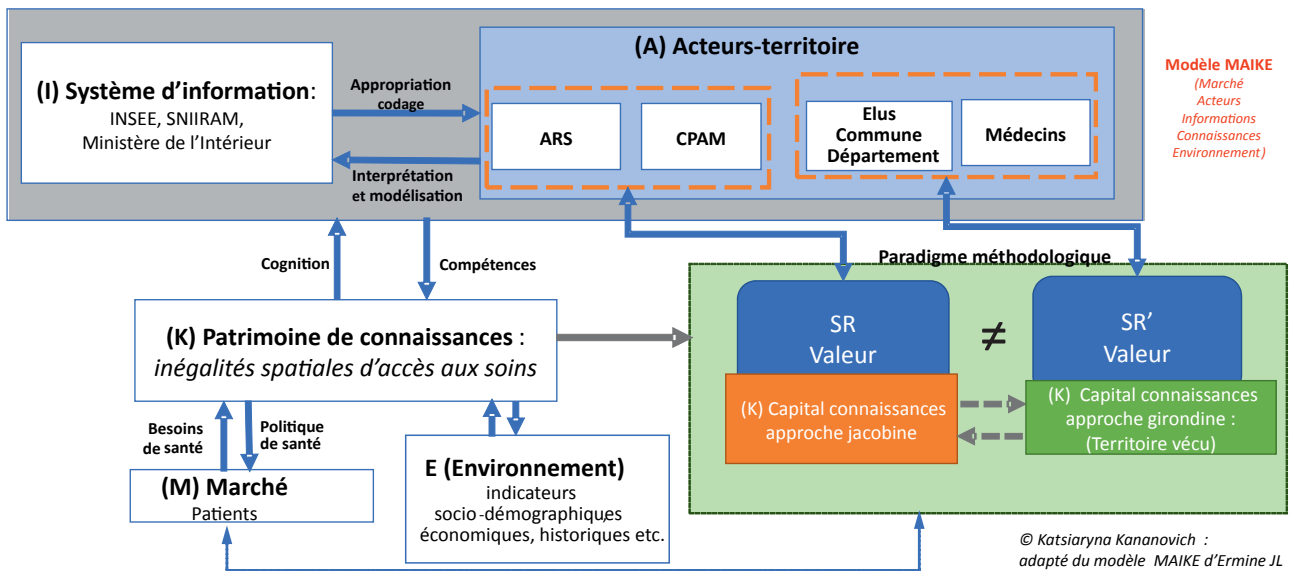 (A) Acteurs-territoire
(I) Système d'information:
INSEE, SNIIRAM,
Ministère de l'Intérieur
Appropriation
codage
Interprétation
et modélisation
ARS
CPAM
Elus
Commune
Département
Médecins
Modèle MAIKE
(Marché
Acteurs
Informations
Connaissances
Environnement)
Cognition
Compétences
Paradigme méthodologique
(K) Patrimoine de connaissances :
inégalités spatiales d'accès aux soins
SR
Valeur
≠
SR'
Valeur
(K) Capital connaissances
approche jacobine
(K) Capital connaissances
approche girondine :
(Territoire vécu)
Besoins
de santé
Politique
de santé
(M) Marché
Patients
E (Environnement)
indicateurs
socio-démographiques
économiques, historiques etc.
© Katsiaryna Kananovich :
adapté du modèle MAIKE d'Ermine JL